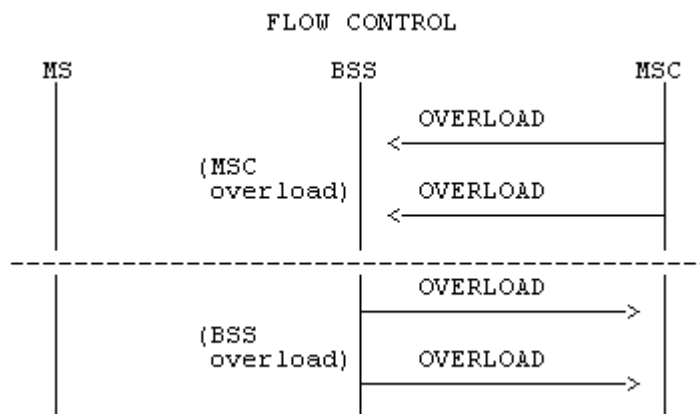 FLOW CONTROL
MS BSS MSC
OVERLOAD
(MSC
overload)
OVERLOAD
OVERLOAD
(BSS
overload)
OVERLOAD